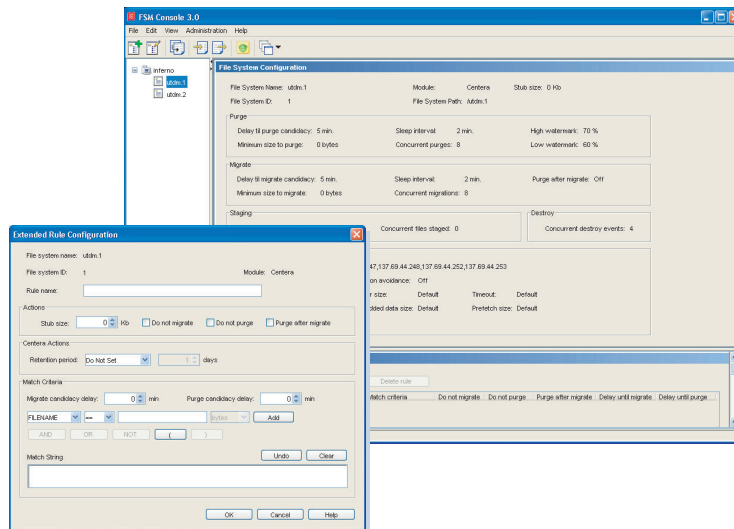 FSM Console 3.0
File Edit View Administration Help
inferno
utdm.1
utdm.2
File System Configuration
File System Name: utdm.1 Module: Centera Stub size: 0 Kb
File System ID: 1 File System Path: /utdm.1
Purge
Delay til purge candidacy: 5 min. Sleep interval: 2 min. High watermark: 70 %
Minimum size to purge: 0 bytes Concurrent purges: 8 Low watermark: 60 %
Migrate
Delay til migrate candidacy: 5 min. Sleep interval: 2 min. Purge after migrate: Off
Minimum size to migrate: 0 bytes Concurrent migrations: 8
Staging Destroy
Concurrent files staged: 0 Concurrent destroy events: 4
47,137.69.44.248,137.69.44.252,137.69.44.253
on avoidance: Off
r size: Default Timeout: Default
dded data size: Default Prefetch size: Default
Delete rule
Match criteria Do not migrate Do not purge Purge after migrate Delay until migrate Delay until purge
Extended Rule Configuration
File system name: utdm.1
File system ID: 1 Module: Centera
Rule name:
Actions
Stub size: 0 Kb Do not migrate Do not purge Purge after migrate
Centera Actions
Retention period: Do Not Set 1 days
Match Criteria
Migrate candidacy delay: 0 min Purge candidacy delay: 0 min
FILENAME == bytes Add
AND OR NOT ( )
Match String Undo Clear
OK Cancel Help